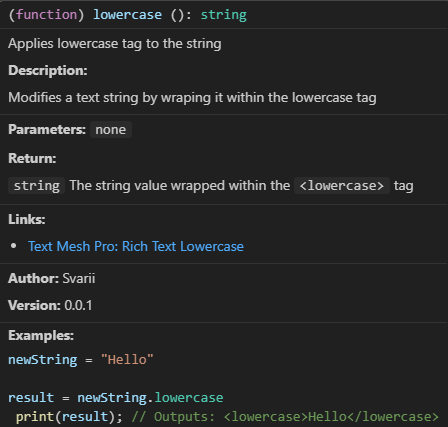 (function) lowercase (): string
Applies lowercase tag to the string
Description:
Modifies a text string by wraping it within the lowercase tag
Parameters: none
Return:
string The string value wrapped within the <lowercase> tag
Links:
• Text Mesh Pro: Rich Text Lowercase
Author: Svarii
Version: 0.0.1
Examples:
newString = "Hello"
result = newString.lowercase
print(result); // Outputs: <lowercase>Hello</lowercase>